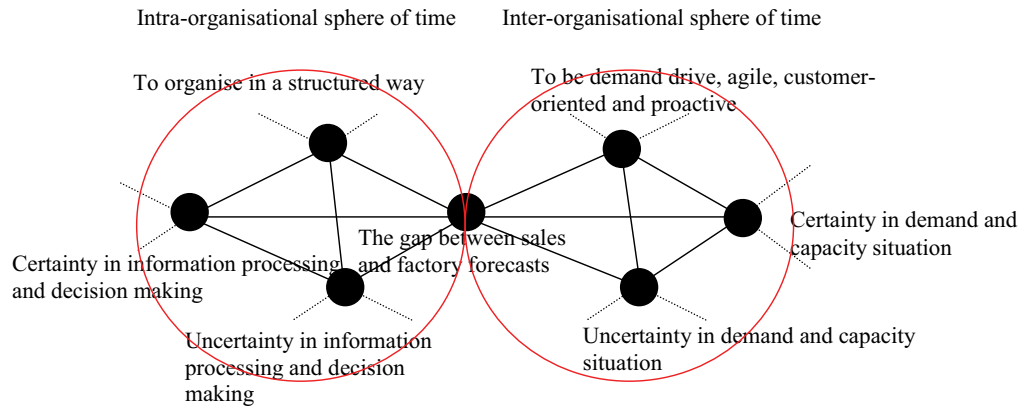 Intra-organisational sphere of time
Inter-organisational sphere of time
To organise in a structured way
To be demand drive, agile, customer-
oriented and proactive
Certainty in demand and
capacity situation
The gap between sales
and factory forecasts
Certainty in information processing
and decision making
Uncertainty in information
processing and decision
making
Uncertainty in demand and capacity
situation